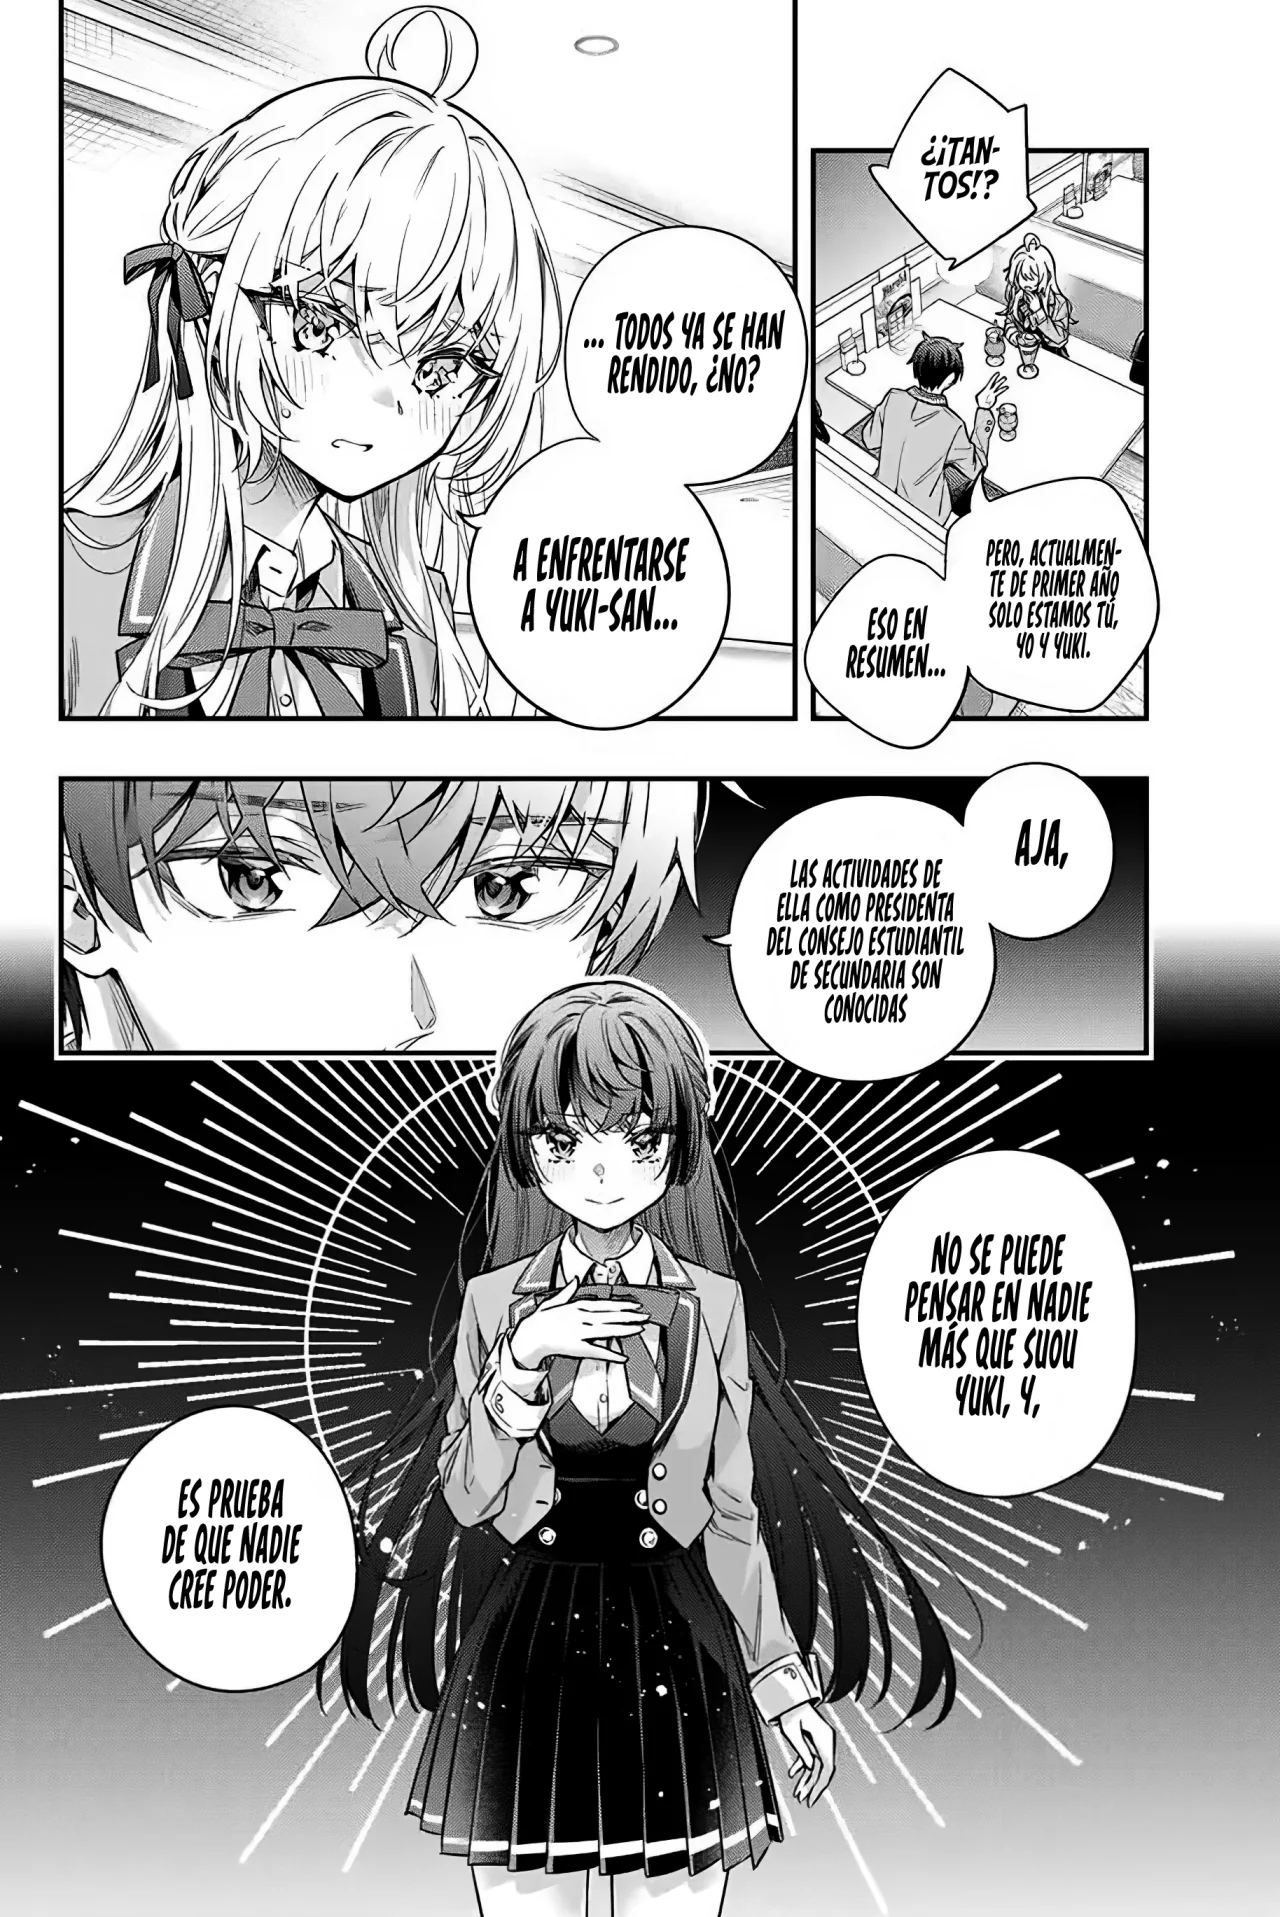 ¿¡TAN-
TOS!?
PERO, ACTUALMEN-
TE DE PRIMER AÑO
SOLO ESTAMOS TÚ,
YO Y YUKI.
ESO EN
RESUMEN...
... TODOS YA SE HAN
RENDIDO, ¿NO?
A ENFRENTARSE
A YUKI-SAN...
AJA,
LAS ACTIVIDADES DE
ELLA COMO PRESIDENTA
DEL CONSEJO ESTUDIANTIL
DE SECUNDARIA SON
CONOCIDAS
NO SE PUEDE
PENSAR EN NADIE
MÁS QUE SUOU
YUKI, Y,
ES PRUEBA
DE QUE NADIE
CREE PODER.